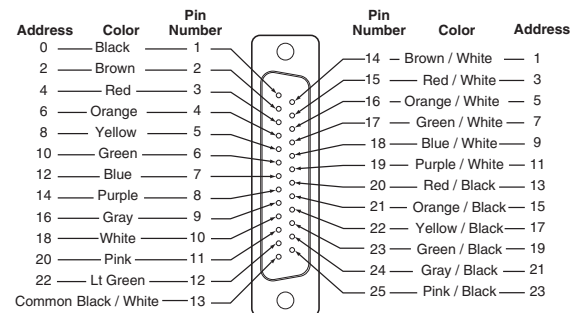 Address Color Pin Number
0 Black 1
2 Brown 2
4 Red 3
6 Orange 4
8 Yellow 5
10 Green 6
12 Blue 7
14 Purple 8
16 Gray 9
18 White 10
20 Pink 11
22 Lt Green 12
Common Black / White 13
Pin Number Color Address
14 Brown / White 1
15 Red / White 3
16 Orange / White 5
17 Green / White 7
18 Blue / White 9
19 Purple / White 11
20 Red / Black 13
21 Orange / Black 15
22 Yellow / Black 17
23 Green / Black 19
24 Gray / Black 21
25 Pink / Black 23